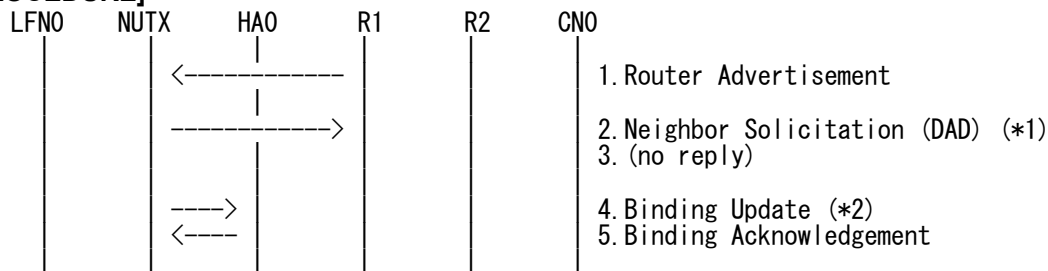 LFN0 NUTX HA0 R1 R2 CN0
<------------- 1.Router Advertisement
-------------> 2.Neighbor Solicitation (DAD) (*1)
3.(no reply)
----> 4.Binding Update (*2)
<---- 5.Binding Acknowledgement